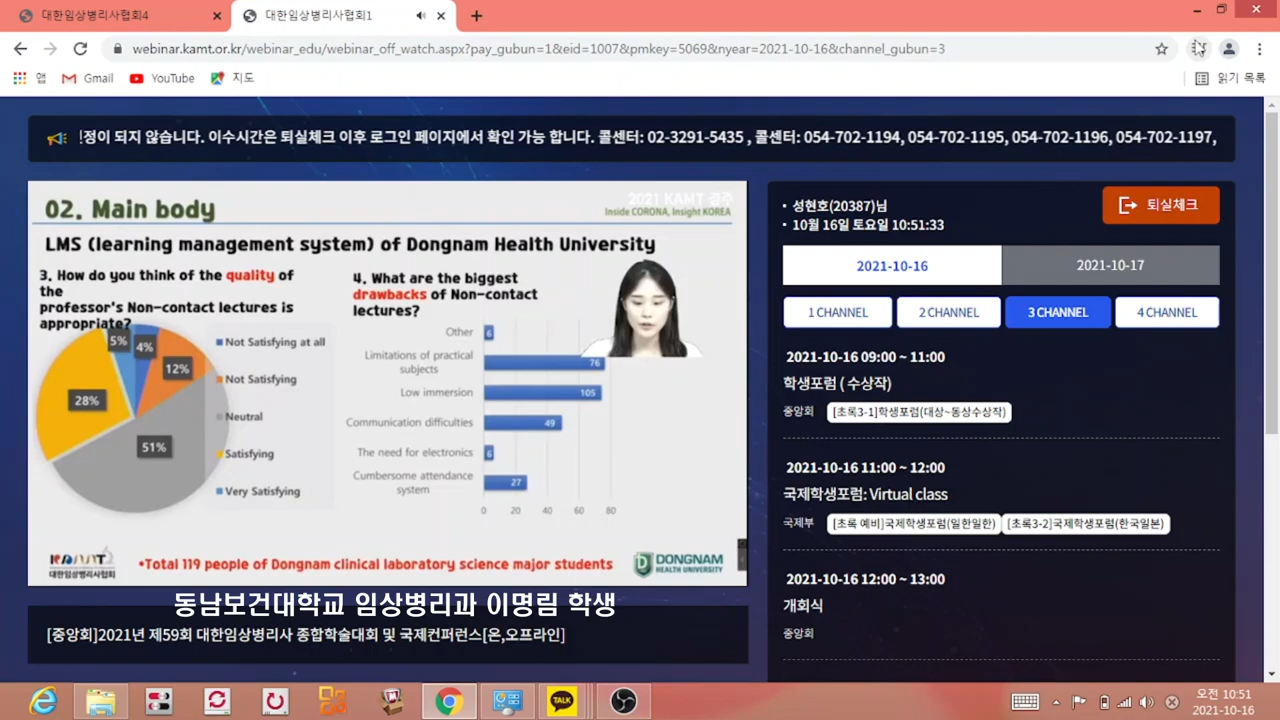 대한임상병리사협회4
대한임상병리사협회1
webinar.kamt.or.kr/webinar_edu/webinar_off_watch.aspx?pay_gubun=1&eid=1007&pmkey=5069&nyear=2021-10-16&channel_gubun=3
앱
Gmail
YouTube
지도
읽기 목록
정이 되지 않습니다. 이수시간은 퇴실체크 이후 로그인 페이지에서 확인 가능 합니다. 콜센터: 02-3291-5435 , 콜센터: 054-702-1194, 054-702-1195, 054-702-1196, 054-702-1197,
02. Main body
2021 KAMT 경주
Inside CORONA, Insight KOREA
LMS (learning management system) of Dongnam Health University
3. How do you think of the quality of
the
professor's Non-contact lectures is
appropriate?
5%
4%
12%
28%
51%
Not Satisfying at all
Not Satisfying
Neutral
Satisfying
Very Satisfying
4. What are the biggest
drawbacks of Non-contact
lectures?
Other
6
Limitations of practical
subjects
76
Low immersion
105
Communication difficulties
49
The need for electronics
6
Cumbersome attendance
system
27
0 20 40 60 80
KAMT
대한임상병리사협회
•Total 119 people of Dongnam clinical laboratory science major students
DONGNAM
HEALTH UNIVERSITY
동남보건대학교 임상병리과 이명림 학생
[중앙회]2021년 제59회 대한임상병리사 종합학술대회 및 국제컨퍼런스[온,오프라인]
• 성현호(20387)님
• 10월 16일 토요일 10:51:33
퇴실체크
2021-10-16
2021-10-17
1 CHANNEL
2 CHANNEL
3 CHANNEL
4 CHANNEL
2021-10-16 09:00 ~ 11:00
학생포럼 ( 수상작)
중앙회 [초록3-1]학생포럼(대상~동상수상작)
2021-10-16 11:00 ~ 12:00
국제학생포럼: Virtual class
국제부 [초록 예비]국제학생포럼(일한일한) [초록3-2]국제학생포럼(한국일본)
2021-10-16 12:00 ~ 13:00
개회식
중앙회
TALK
오전 10:51
2021-10-16